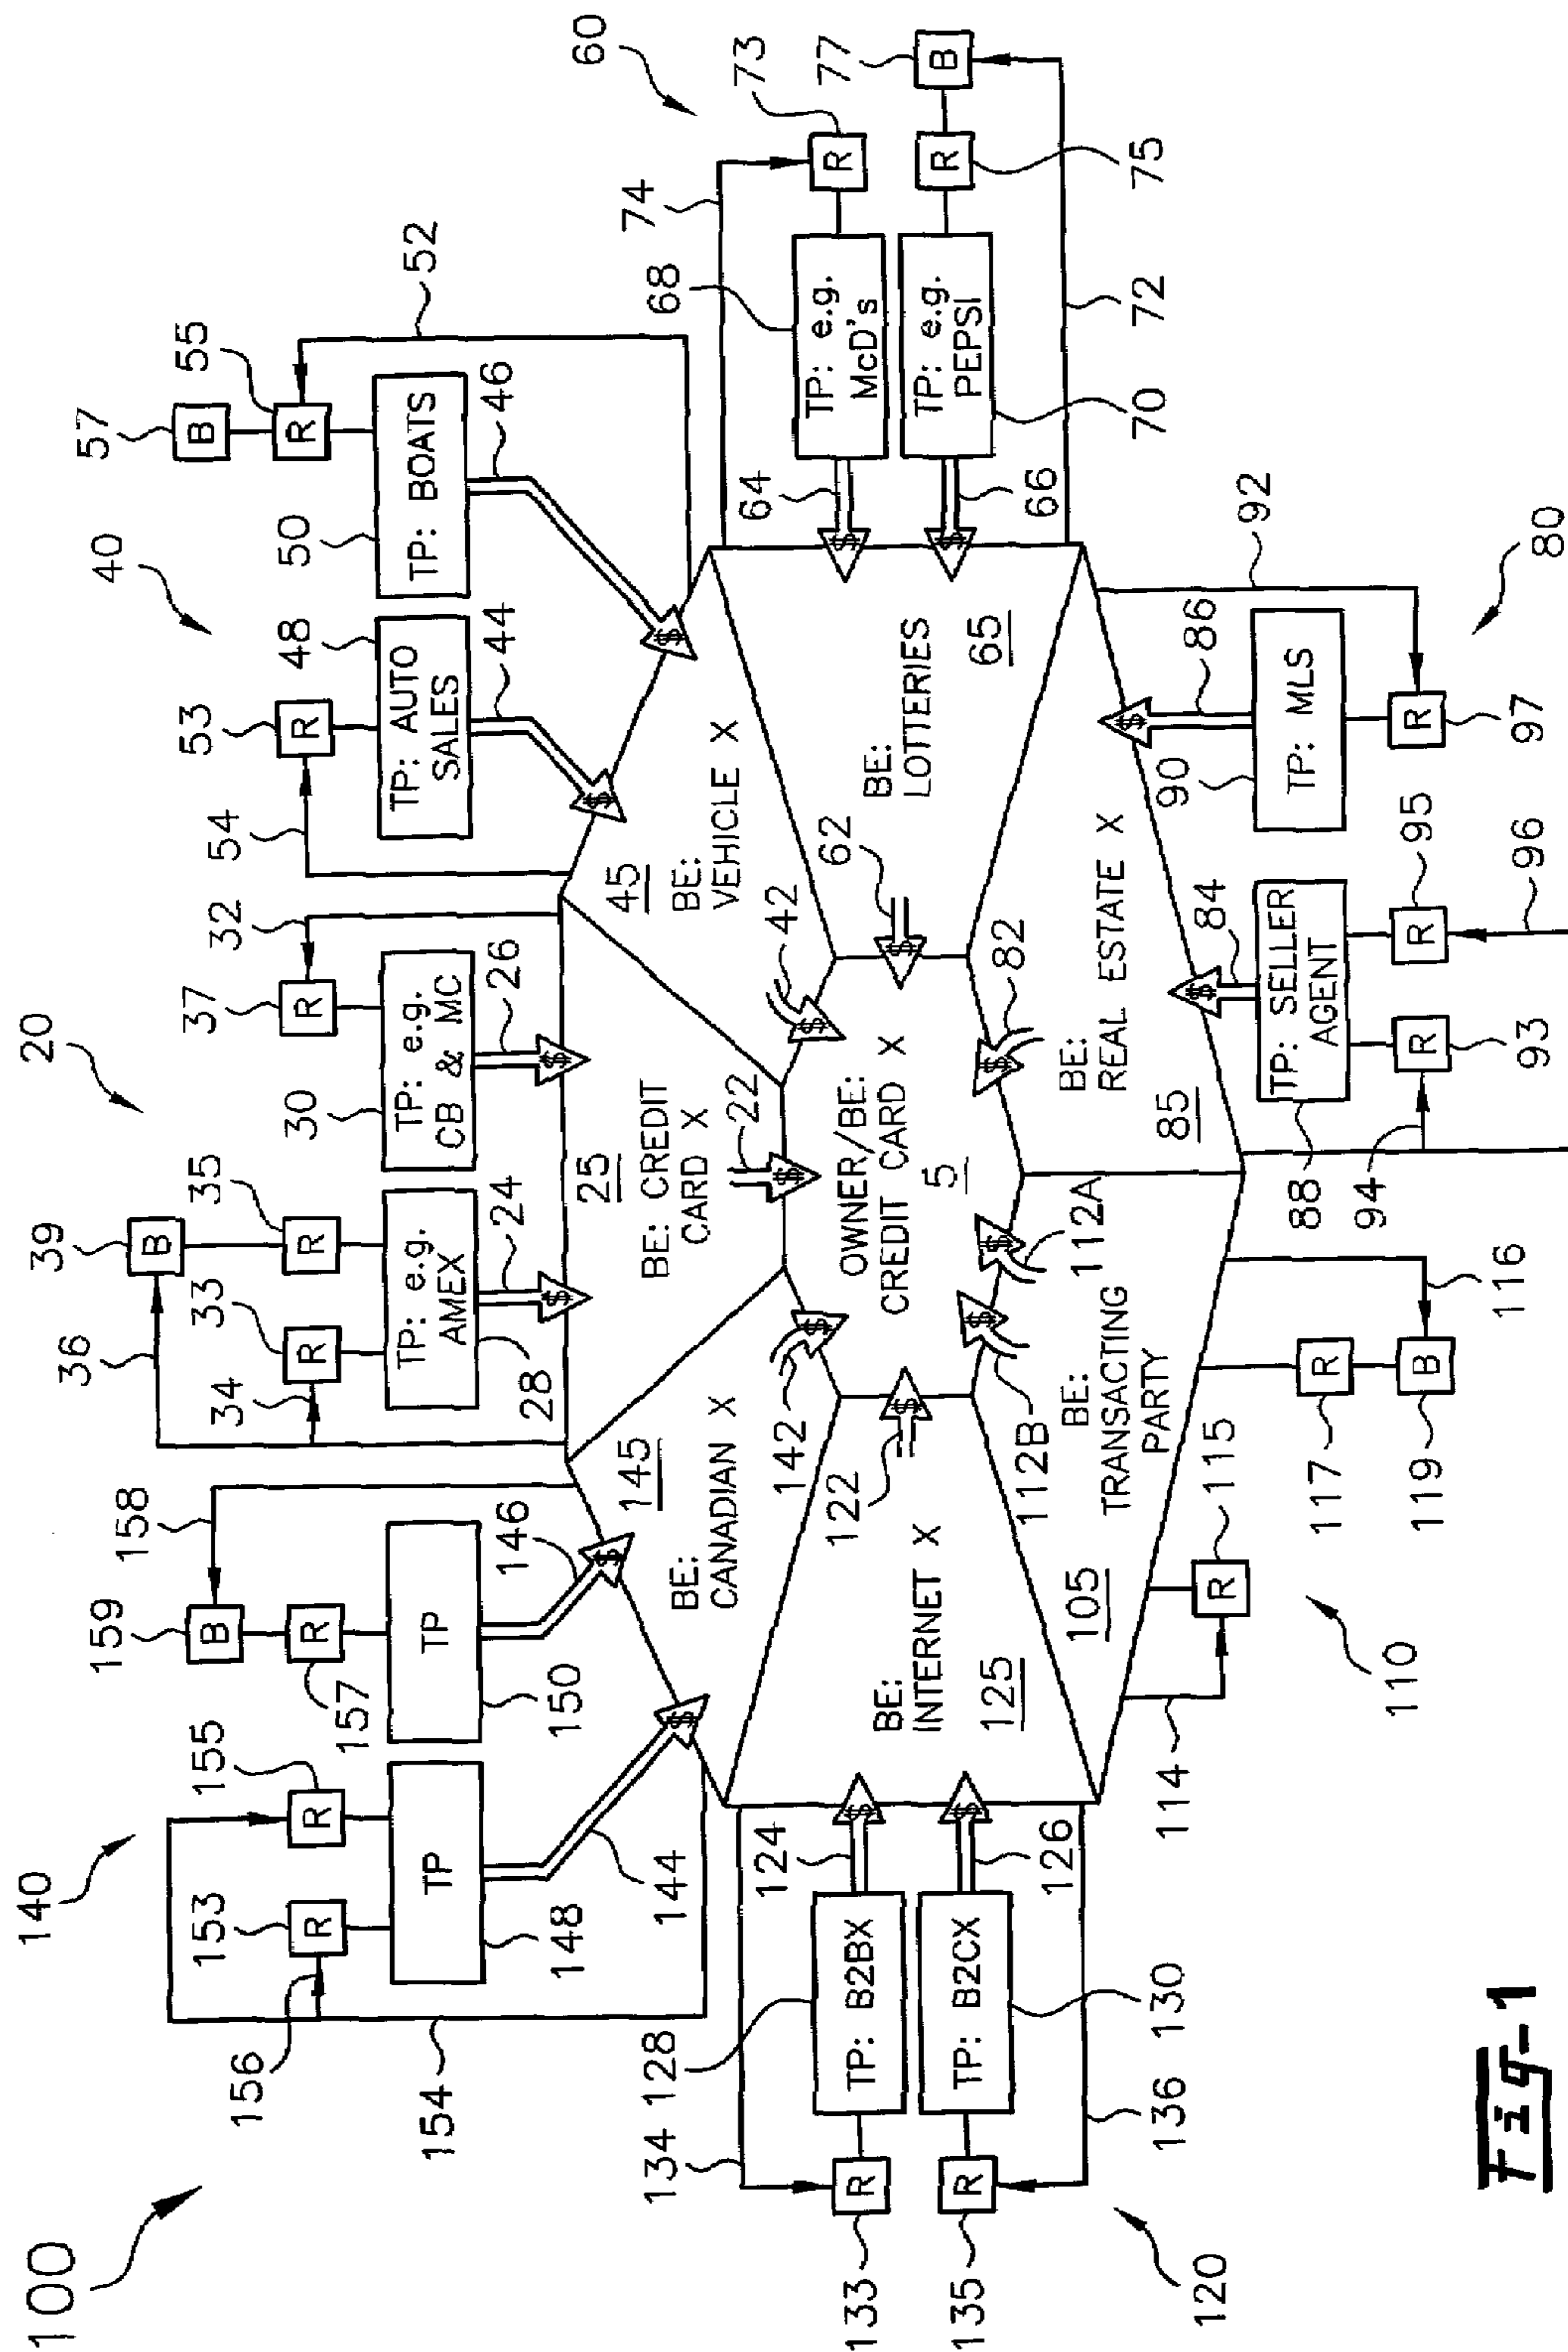 100
140
20
40
60
156
153
155
159
158
36
34
33
39
35
37
32
54
53
57
55
R
R
B
R
R
B
R
R
R
B
R
52
154
TP
148
144
TP
150
157
146
TP: e.g.
AMEX
28
24
TP: e.g.
CB & MC
30
26
TP: AUTO
SALES
48
44
TP: BOATS
50
46
$
$
$
$
$
$
BE:
CANADIAN X
145
142
$
BE: CREDIT
CARD X
25
22
$
BE:
VEHICLE X
45
42
$
134
128
124
74
68
64
73
77
133
R
TP: B2BX
$
BE:
INTERNET X
125
122
$
OWNER/BE:
CREDIT CARD X
5
62
$
BE:
LOTTERIES
65
$
TP: e.g.
McD's
R
135
R
TP: B2CX
$
$
TP: e.g.
PEPSI
R
B
120
136
130
126
66
70
72
75
BE:
TRANSACTING
PARTY
105
112B
$
112A
$
BE:
REAL ESTATE X
85
82
$
114
R
115
110
117
R
119
B
116
94
88
TP: SELLER
AGENT
84
$
90
TP: MLS
86
$
92
93
R
95
R
96
97
R
80
Fig-1